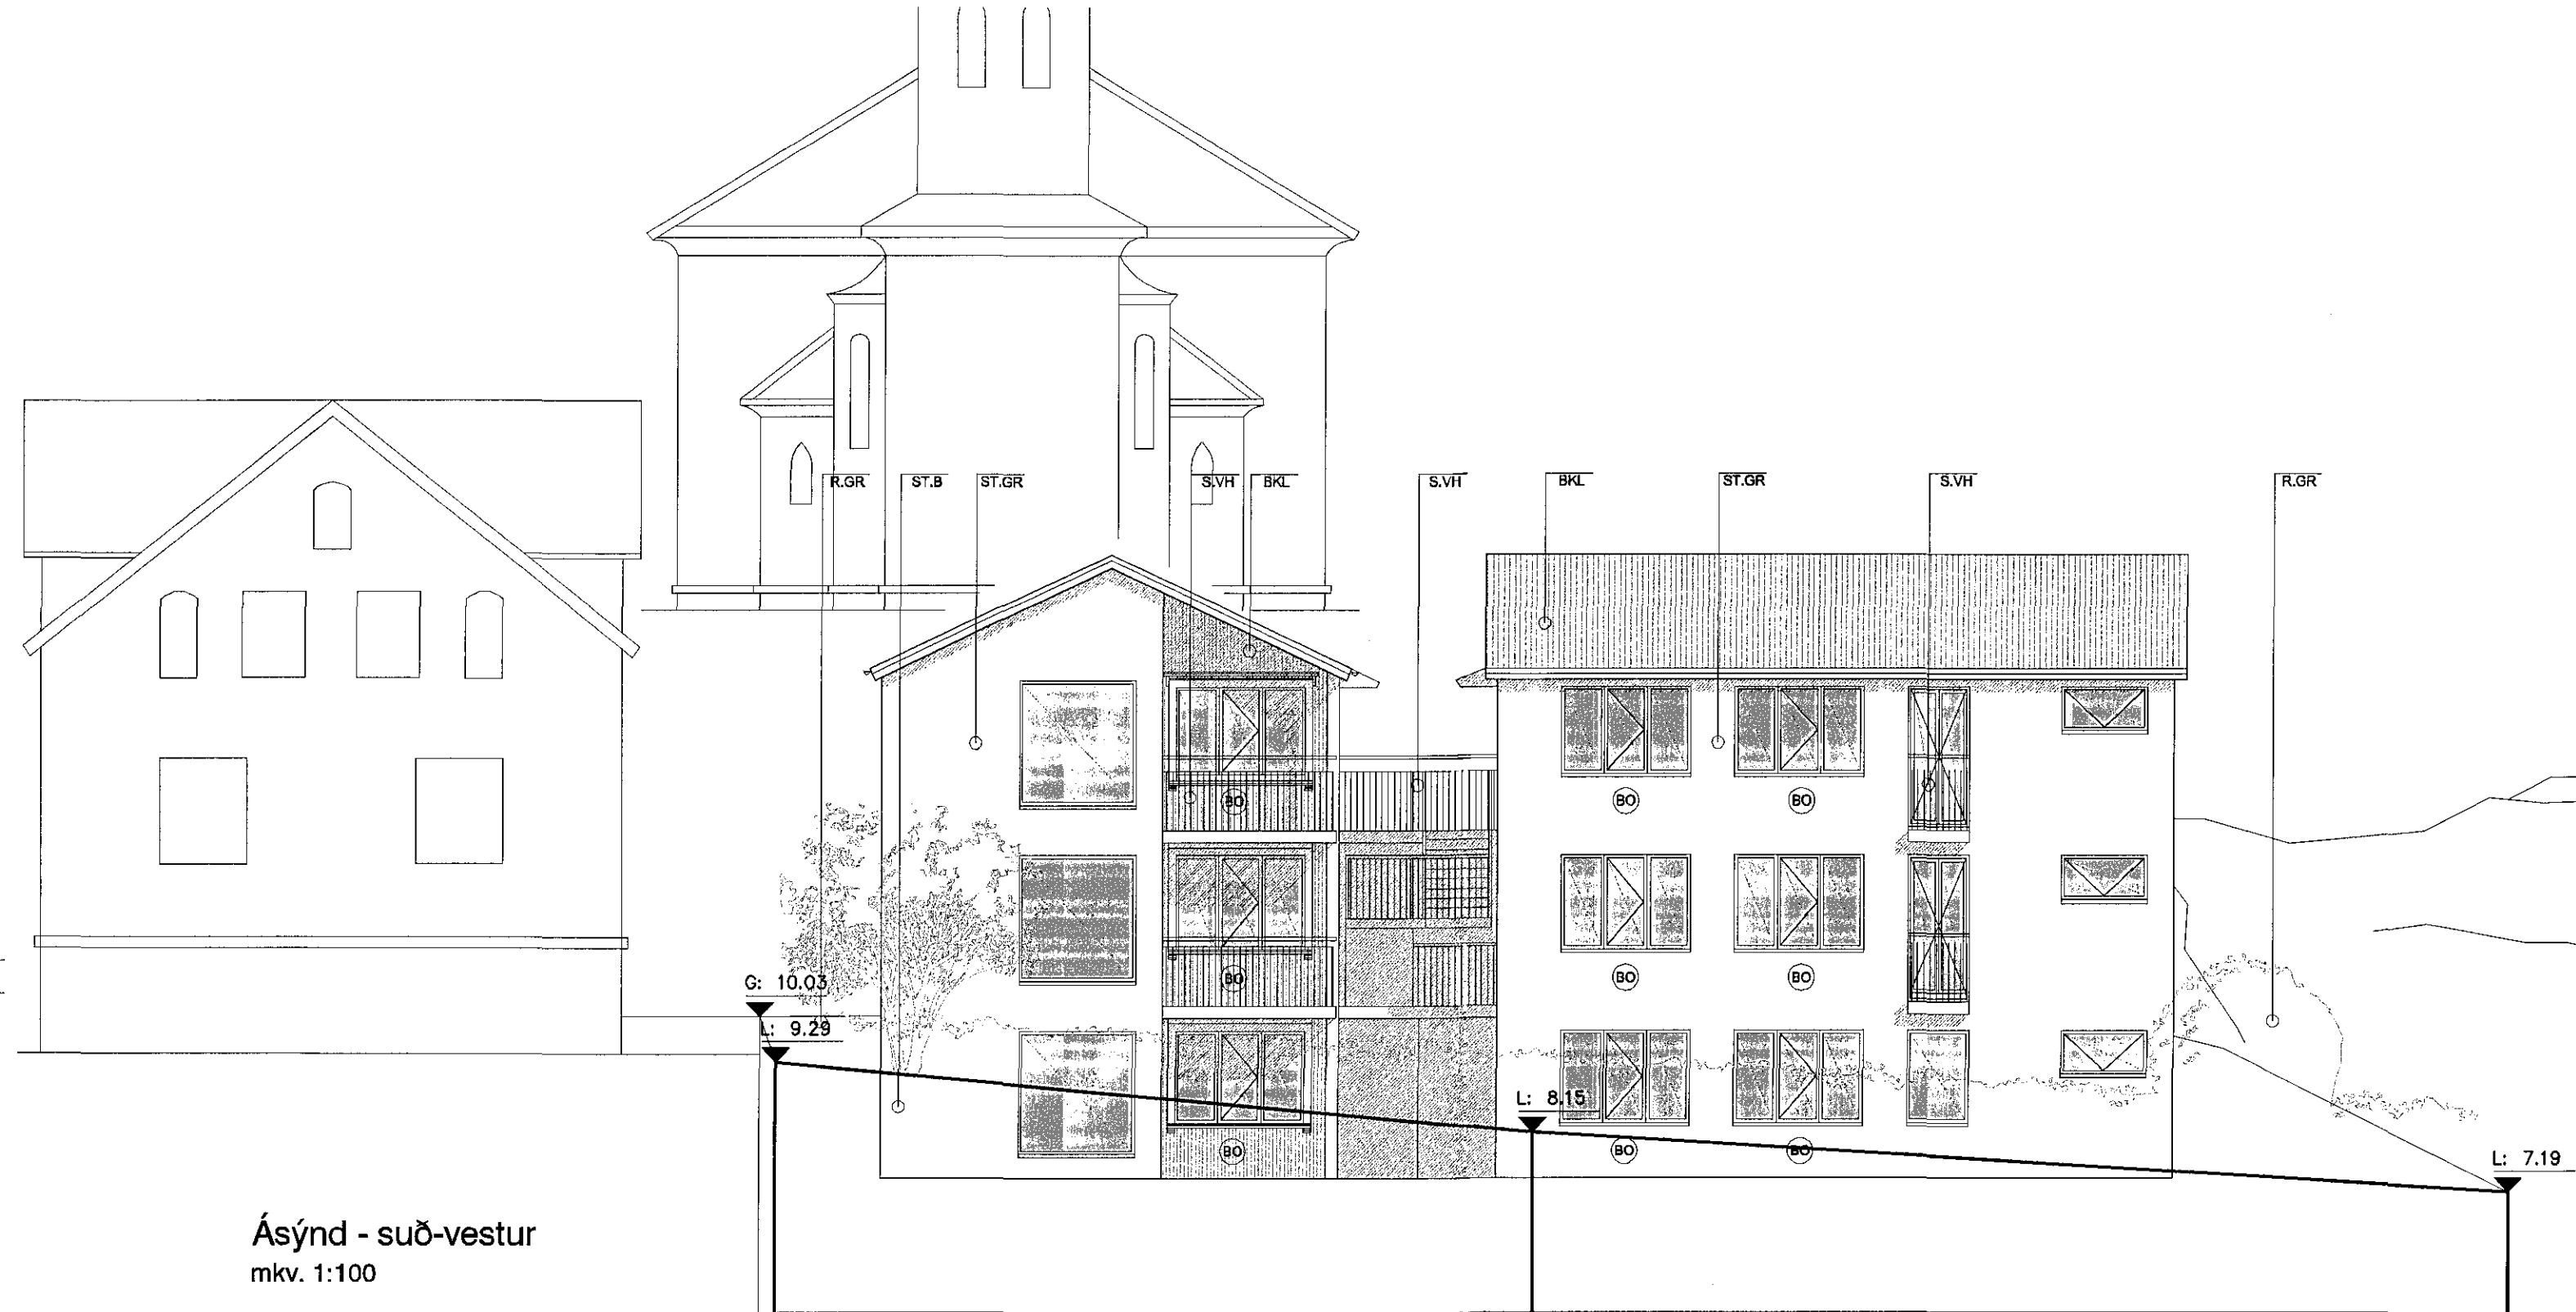 R.GR ST.B ST.GR S.VH BKL S.VH BKL ST.GR S.VH R.GR
BO BO BO
BO BO BO
G: 10.03
L: 9.29
L: 8.15
BO BO BO
L: 7.19
Ásýnd - suð-vestur
mkv. 1:100